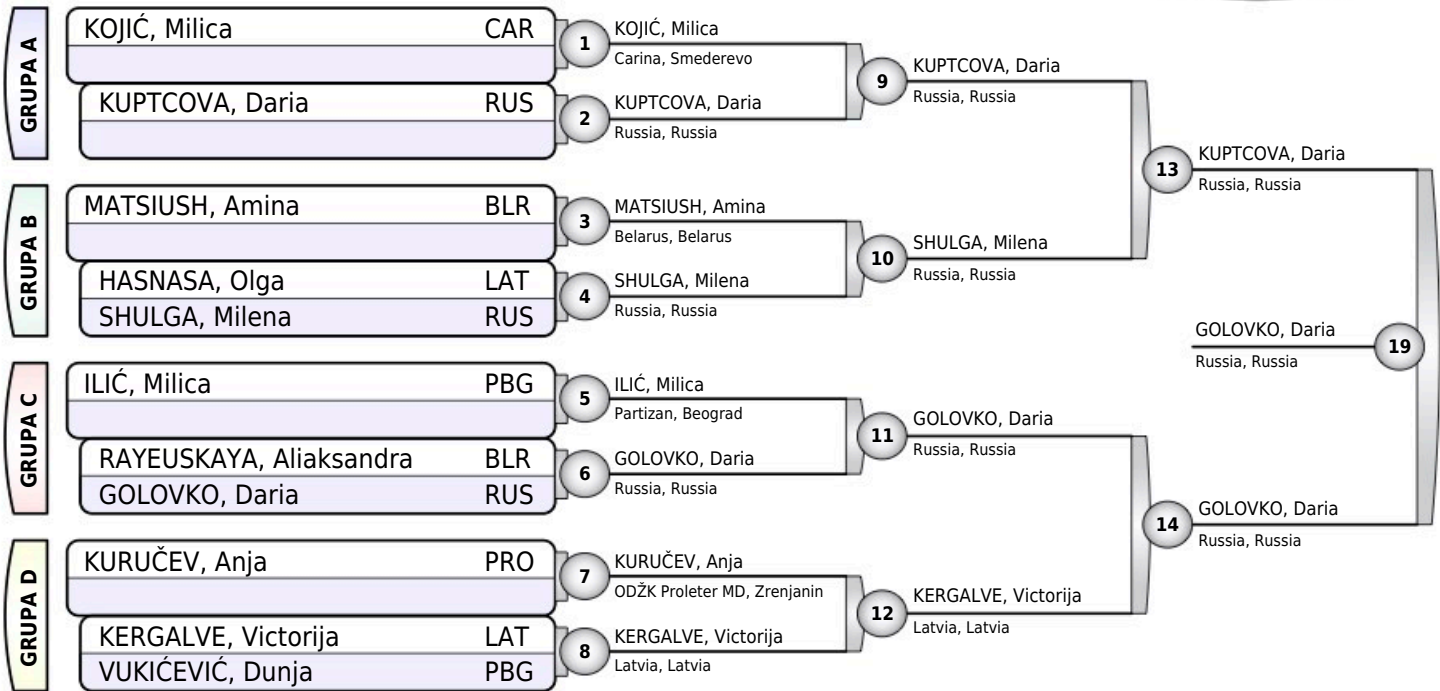 GRUPA A
KOJIĆ, Milica CAR
KUPTCOVA, Daria RUS
GRUPA B
MATSIUSH, Amina BLR
HASNASA, Olga LAT
SHULGA, Milena RUS
GRUPA C
ILIĆ, Milica PBG
RAYEUSKAYA, Aliaksandra BLR
GOLOVKO, Daria RUS
GRUPA D
KURUČEV, Anja PRO
KERGALVE, Victorija LAT
VUKIĆEVIĆ, Dunja PBG
1
KOJIĆ, Milica
Carina, Smederevo
2
KUPTCOVA, Daria
Russia, Russia
3
MATSIUSH, Amina
Belarus, Belarus
4
SHULGA, Milena
Russia, Russia
5
ILIĆ, Milica
Partizan, Beograd
6
GOLOVKO, Daria
Russia, Russia
7
KURUČEV, Anja
ODŽK Proleter MD, Zrenjanin
8
KERGALVE, Victorija
Latvia, Latvia
9
KUPTCOVA, Daria
Russia, Russia
10
SHULGA, Milena
Russia, Russia
11
GOLOVKO, Daria
Russia, Russia
12
KERGALVE, Victorija
Latvia, Latvia
13
KUPTCOVA, Daria
Russia, Russia
14
GOLOVKO, Daria
Russia, Russia
GOLOVKO, Daria
Russia, Russia
19